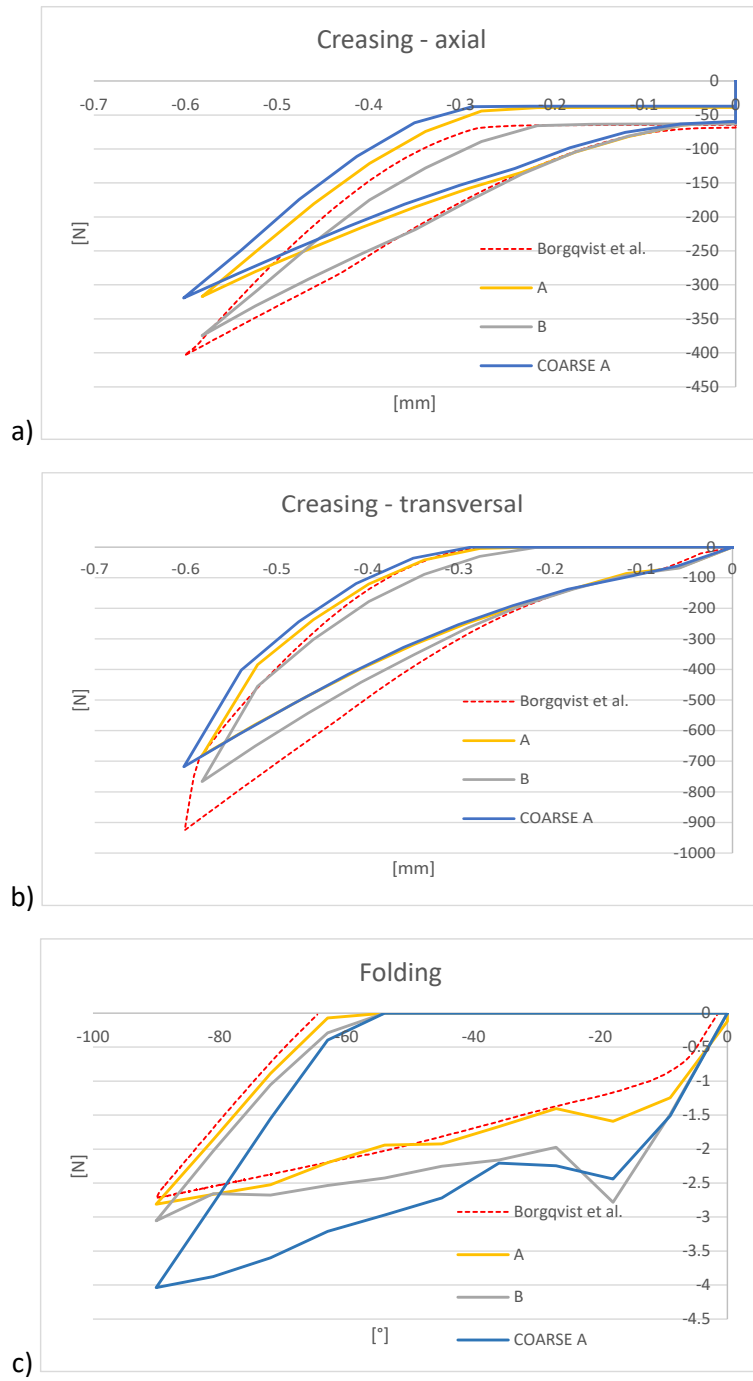 Creasing - axial
-0.7 -0.6 -0.5 -0.4 -0.3 -0.2 -0.1 0
0
-50
-100
-150
-200
-250
-300
-350
-400
-450
[N]
Borgqvist et al.
A
B
COARSE A
[mm]
a)
Creasing - transversal
-0.7 -0.6 -0.5 -0.4 -0.3 -0.2 -0.1 0
0
-100
-200
-300
-400
-500
-600
-700
-800
-900
-1000
[N]
Borgqvist et al.
A
B
COARSE A
[mm]
b)
Folding
-100 -80 -60 -40 -20 0
0
-0.5
-1
-1.5
-2
-2.5
-3
-3.5
-4
-4.5
[N]
Borgqvist et al.
A
B
COARSE A
[°]
c)